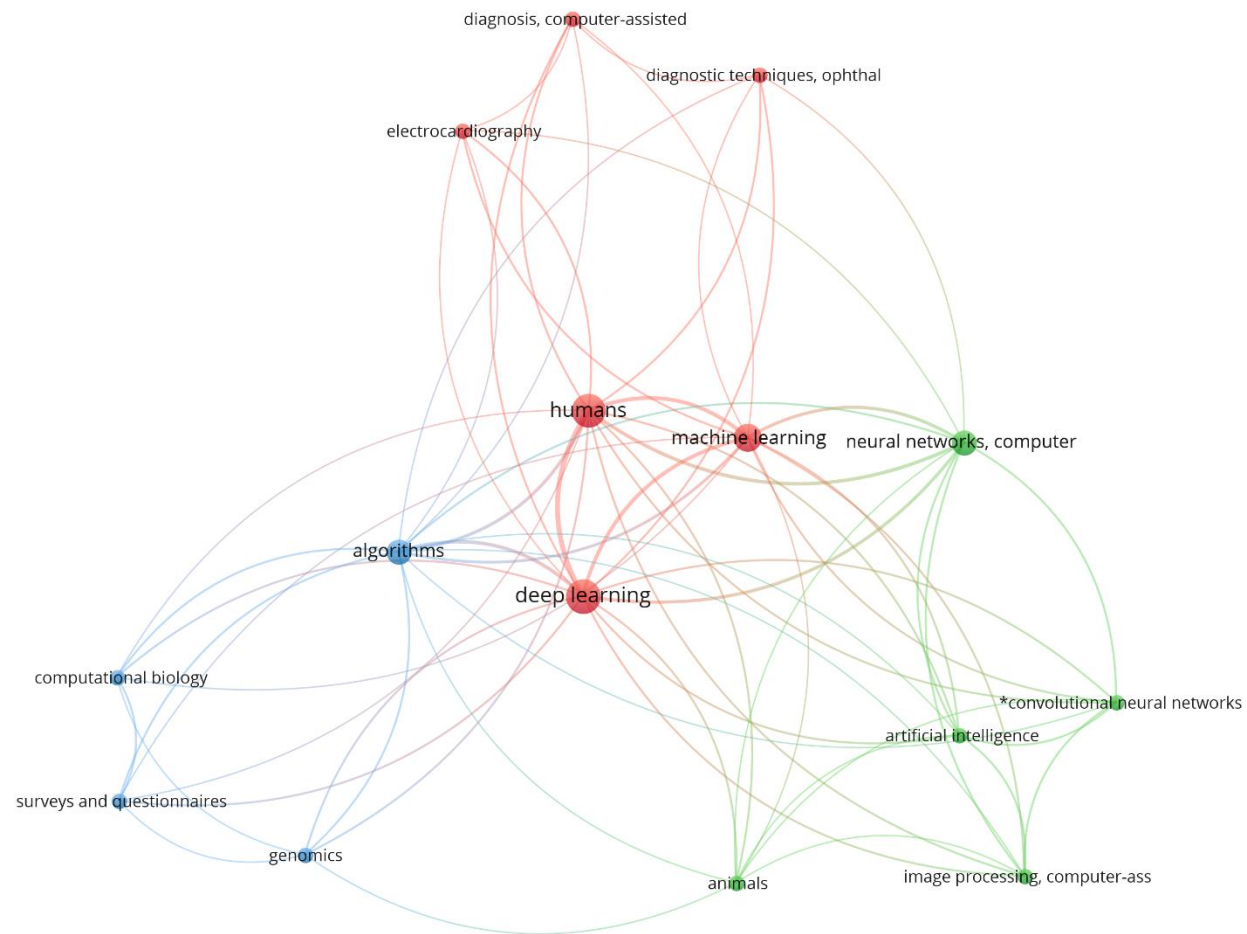 diagnosis, computer-assisted
diagnostic techniques, ophthal
electrocardiography
humans
machine learning
neural networks, computer
algorithms
deep learning
computational biology
*convolutional neural networks
artificial intelligence
surveys and questionnaires
genomics
image processing, computer-ass
animals